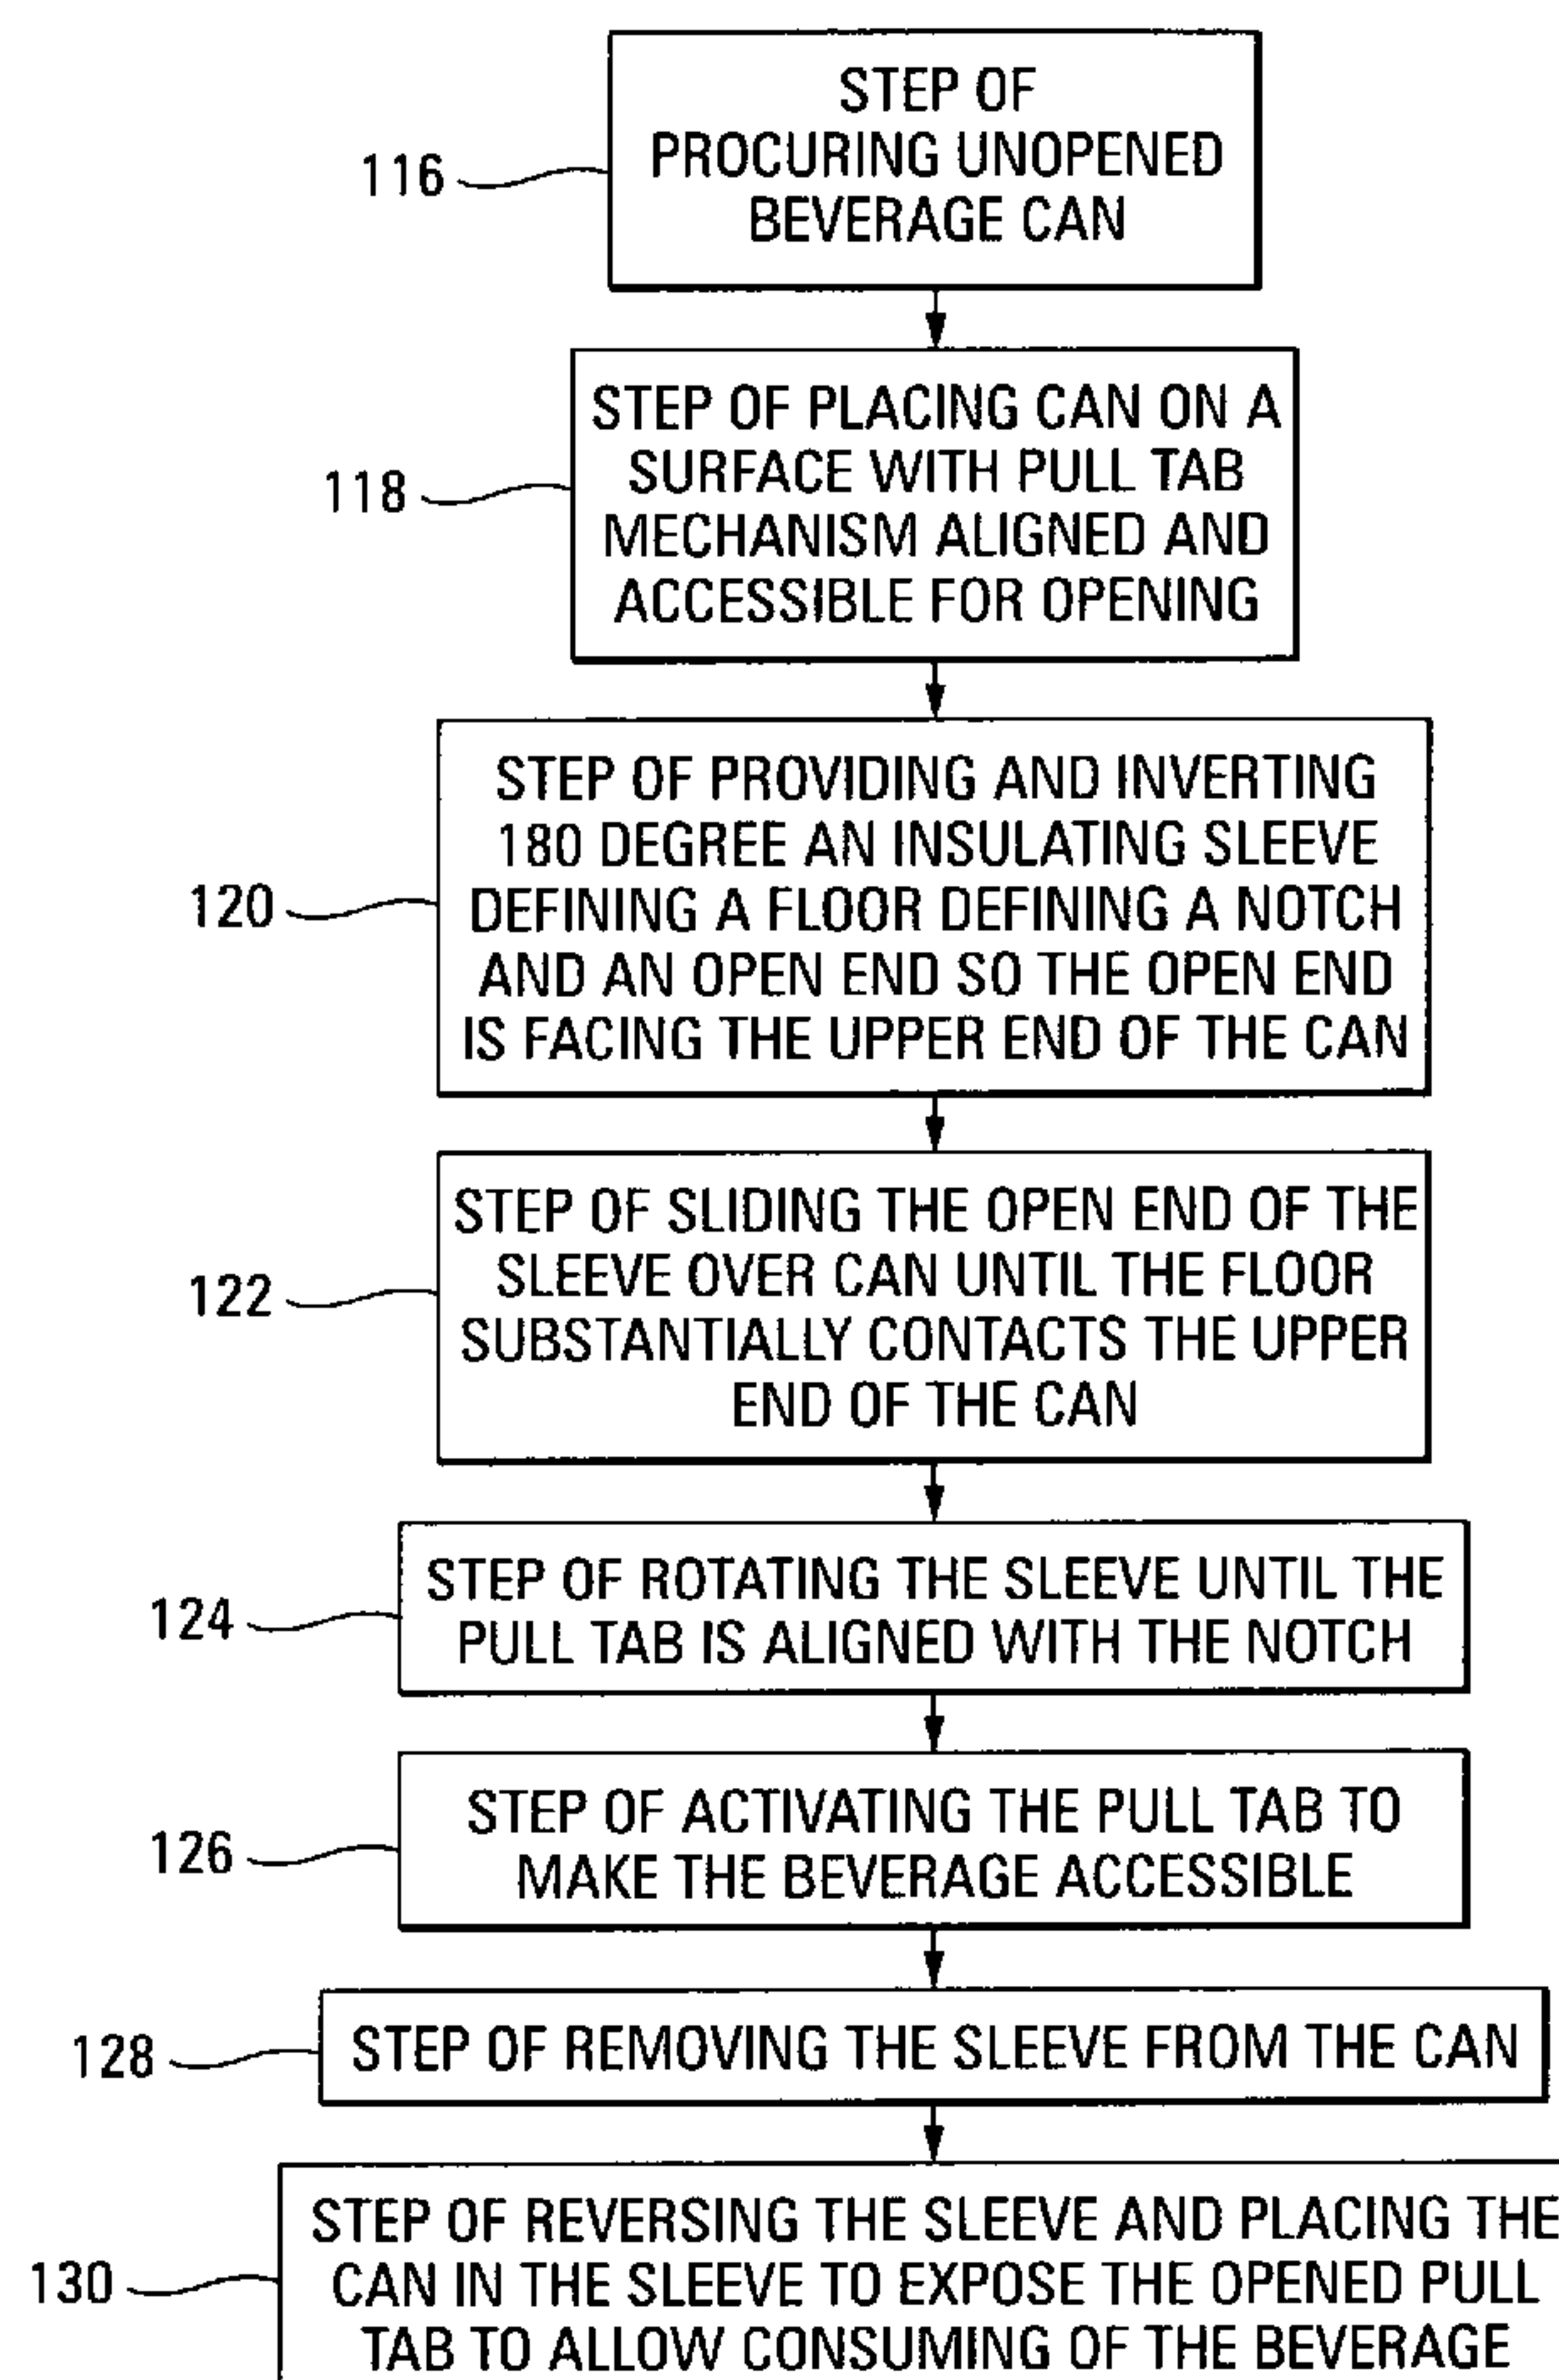 STEP OF
PROCURING UNOPENED
BEVERAGE CAN
116
STEP OF PLACING CAN ON A
SURFACE WITH PULL TAB
MECHANISM ALIGNED AND
ACCESSIBLE FOR OPENING
118
STEP OF PROVIDING AND INVERTING
180 DEGREE AN INSULATING SLEEVE
DEFINING A FLOOR DEFINING A NOTCH
AND AN OPEN END SO THE OPEN END
IS FACING THE UPPER END OF THE CAN
120
STEP OF SLIDING THE OPEN END OF THE
SLEEVE OVER CAN UNTIL THE FLOOR
SUBSTANTIALLY CONTACTS THE UPPER
END OF THE CAN
122
STEP OF ROTATING THE SLEEVE UNTIL THE
PULL TAB IS ALIGNED WITH THE NOTCH
124
STEP OF ACTIVATING THE PULL TAB TO
MAKE THE BEVERAGE ACCESSIBLE
126
STEP OF REMOVING THE SLEEVE FROM THE CAN
128
STEP OF REVERSING THE SLEEVE AND PLACING THE
CAN IN THE SLEEVE TO EXPOSE THE OPENED PULL
TAB TO ALLOW CONSUMING OF THE BEVERAGE
130